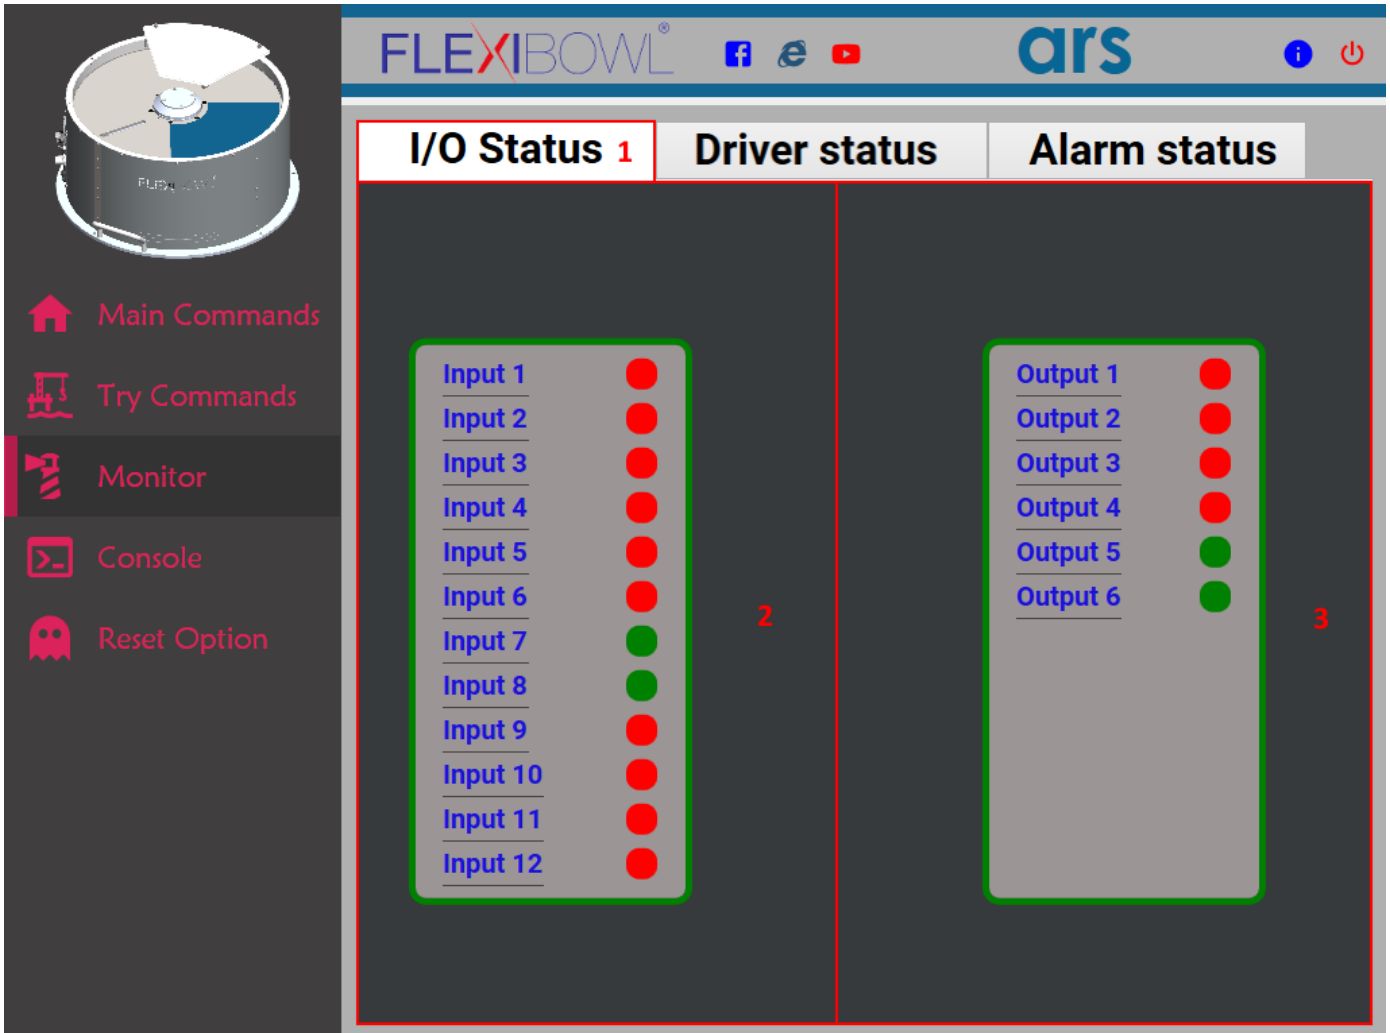 FLEXIBOWL®
ars
I/O Status 1
Driver status
Alarm status
Main Commands
Try Commands
Monitor
Console
Reset Option
Input 1
Input 2
Input 3
Input 4
Input 5
Input 6
Input 7
Input 8
Input 9
Input 10
Input 11
Input 12
2
Output 1
Output 2
Output 3
Output 4
Output 5
Output 6
3